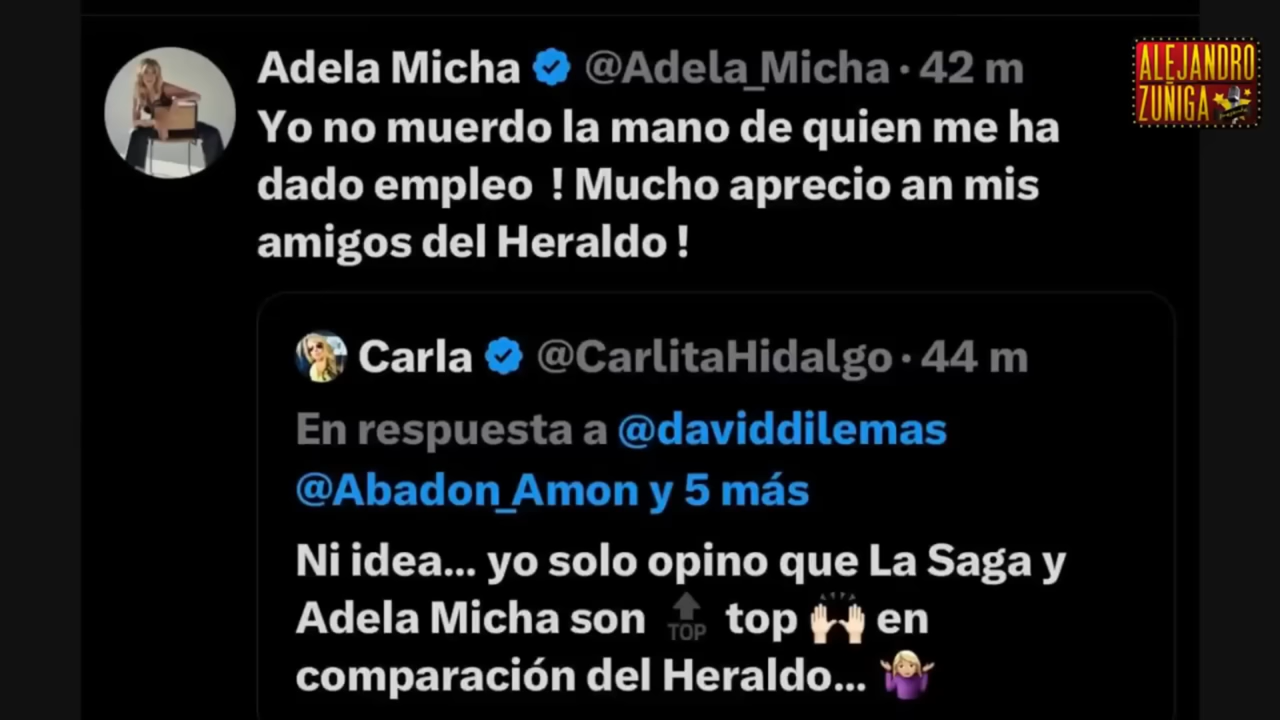 Adela Micha @Adela_Micha · 42 m
Yo no muerdo la mano de quien me ha
dado empleo ! Mucho aprecio an mis
amigos del Heraldo !
Carla @CarlitaHidalgo · 44 m
En respuesta a @daviddilemas
@Abadon_Amon y 5 más
Ni idea... yo solo opino que La Saga y
Adela Micha son 🔝 top 🙌🏻 en
comparación del Heraldo... 🤷🏼‍♀️
ALEJANDRO
ZUÑIGA